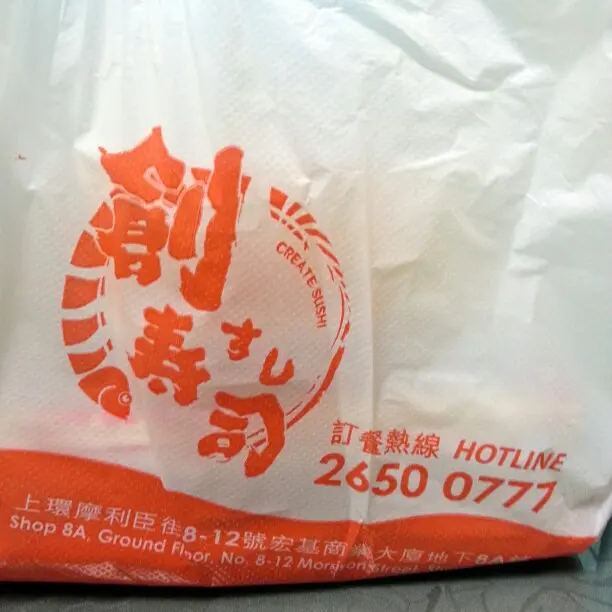 創
壽
すし
司
CREATE SUSHI
訂餐熱線 HOTLINE
2650 0777
上環摩利臣街8-12號宏基商業大廈地下8A
Shop 8A, Ground Floor, No. 8-12 Morrison Street,